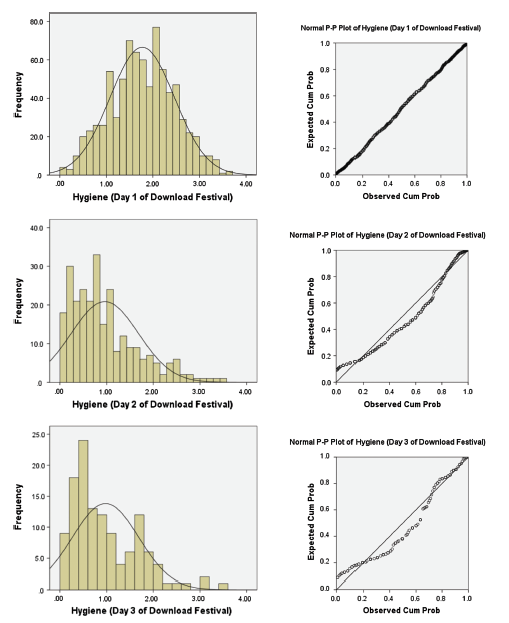 Normal P-P Plot of Hygiene (Day 1 of Download Festival)
80.0
60.0
40.0
20.0
.0
Frequency
.00 1.00 2.00 3.00 4.00
Hygiene (Day 1 of Download Festival)
1.0
0.8
0.6
0.4
0.2
0.0
Expected Cum Prob
0.0 0.2 0.4 0.6 0.8 1.0
Observed Cum Prob
Normal P-P Plot of Hygiene (Day 2 of Download Festival)
40.0
30.0
20.0
10.0
.0
Frequency
.00 1.00 2.00 3.00 4.00
Hygiene (Day 2 of Download Festival)
1.0
0.8
0.6
0.4
0.2
0.0
Expected Cum Prob
0.0 0.2 0.4 0.6 0.8 1.0
Observed Cum Prob
Normal P-P Plot of Hygiene (Day 3 of Download Festival)
25.0
20.0
15.0
10.0
5.0
.0
Frequency
.00 1.00 2.00 3.00 4.00
Hygiene (Day 3 of Download Festival)
1.0
0.8
0.6
0.4
0.2
0.0
Expected Cum Prob
0.0 0.2 0.4 0.6 0.8 1.0
Observed Cum Prob